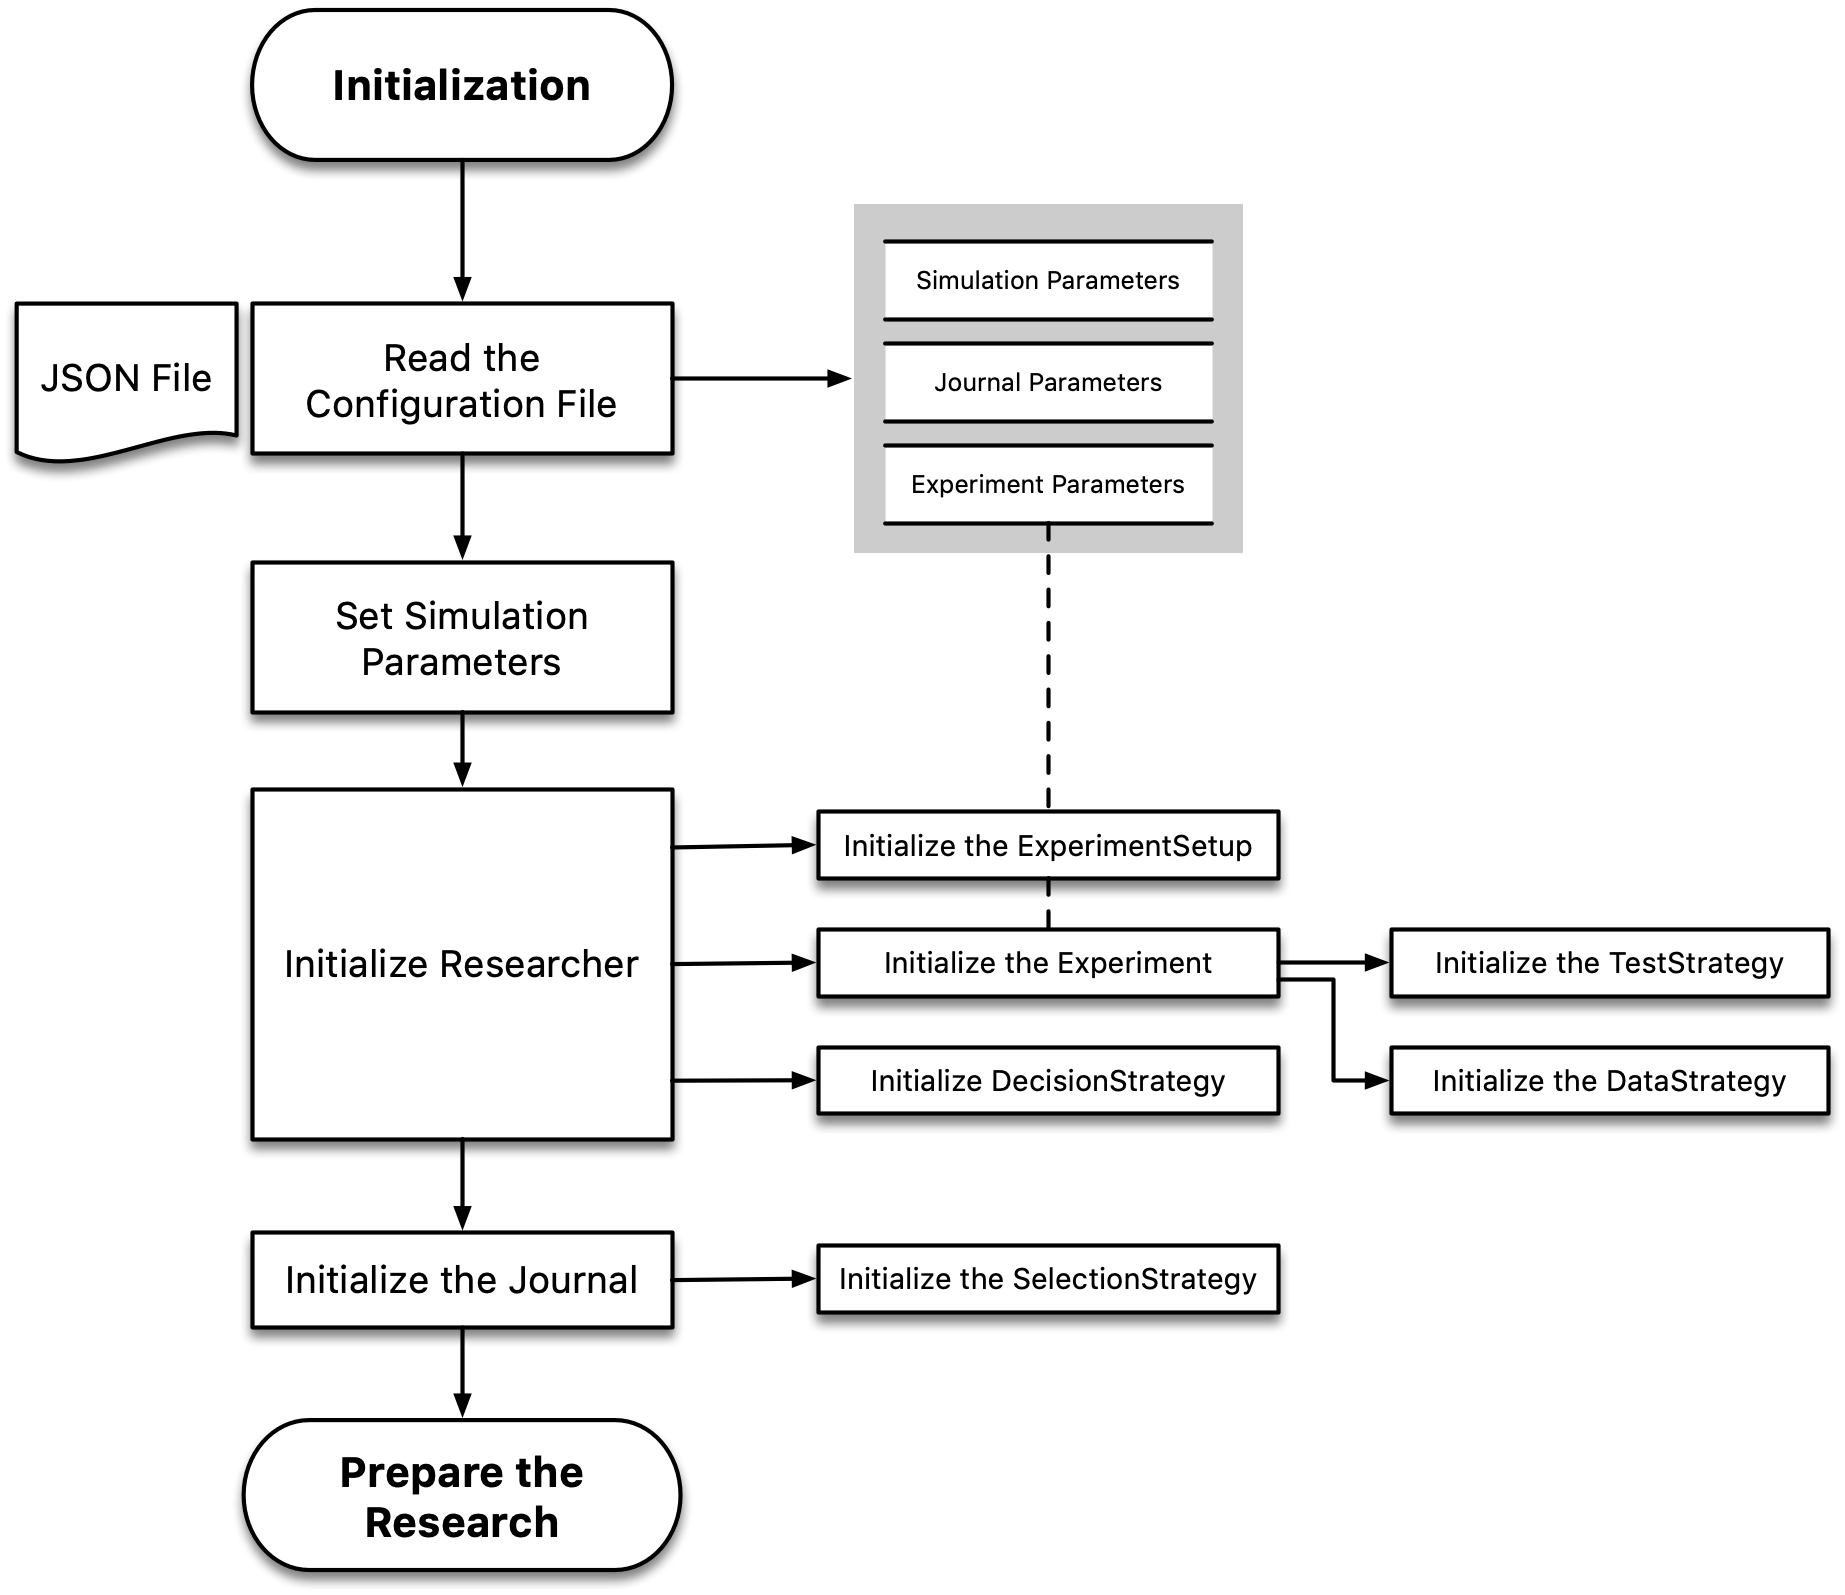 Initialization
JSON File
Read the
Configuration File
Simulation Parameters
Journal Parameters
Experiment Parameters
Set Simulation
Parameters
Initialize Researcher
Initialize the ExperimentSetup
Initialize the Experiment
Initialize DecisionStrategy
Initialize the TestStrategy
Initialize the DataStrategy
Initialize the Journal
Initialize the SelectionStrategy
Prepare the
Research